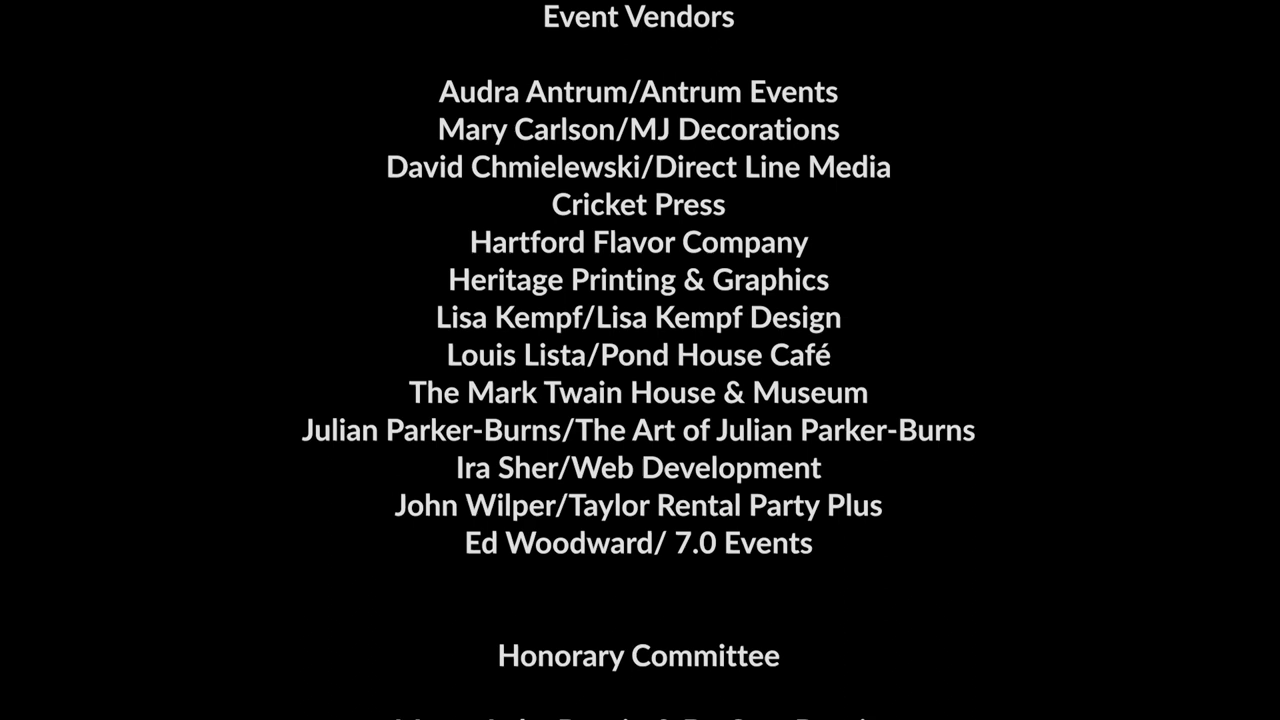 Event Vendors
Audra Antrum/Antrum Events
Mary Carlson/MJ Decorations
David Chmielewski/Direct Line Media
Cricket Press
Hartford Flavor Company
Heritage Printing & Graphics
Lisa Kempf/Lisa Kempf Design
Louis Lista/Pond House Café
The Mark Twain House & Museum
Julian Parker-Burns/The Art of Julian Parker-Burns
Ira Sher/Web Development
John Wilper/Taylor Rental Party Plus
Ed Woodward/ 7.0 Events
Honorary Committee